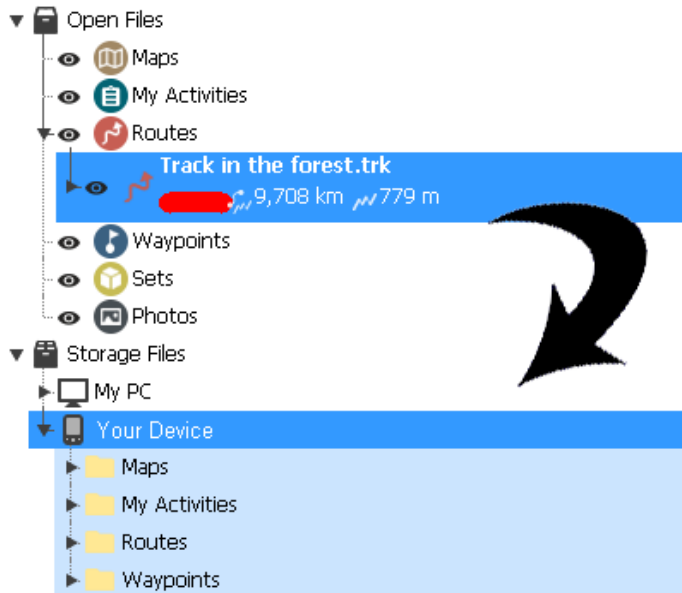 Open Files
Maps
My Activities
Routes
Track in the forest.trk
9,708 km 779 m
Waypoints
Sets
Photos
Storage Files
My PC
Your Device
Maps
My Activities
Routes
Waypoints